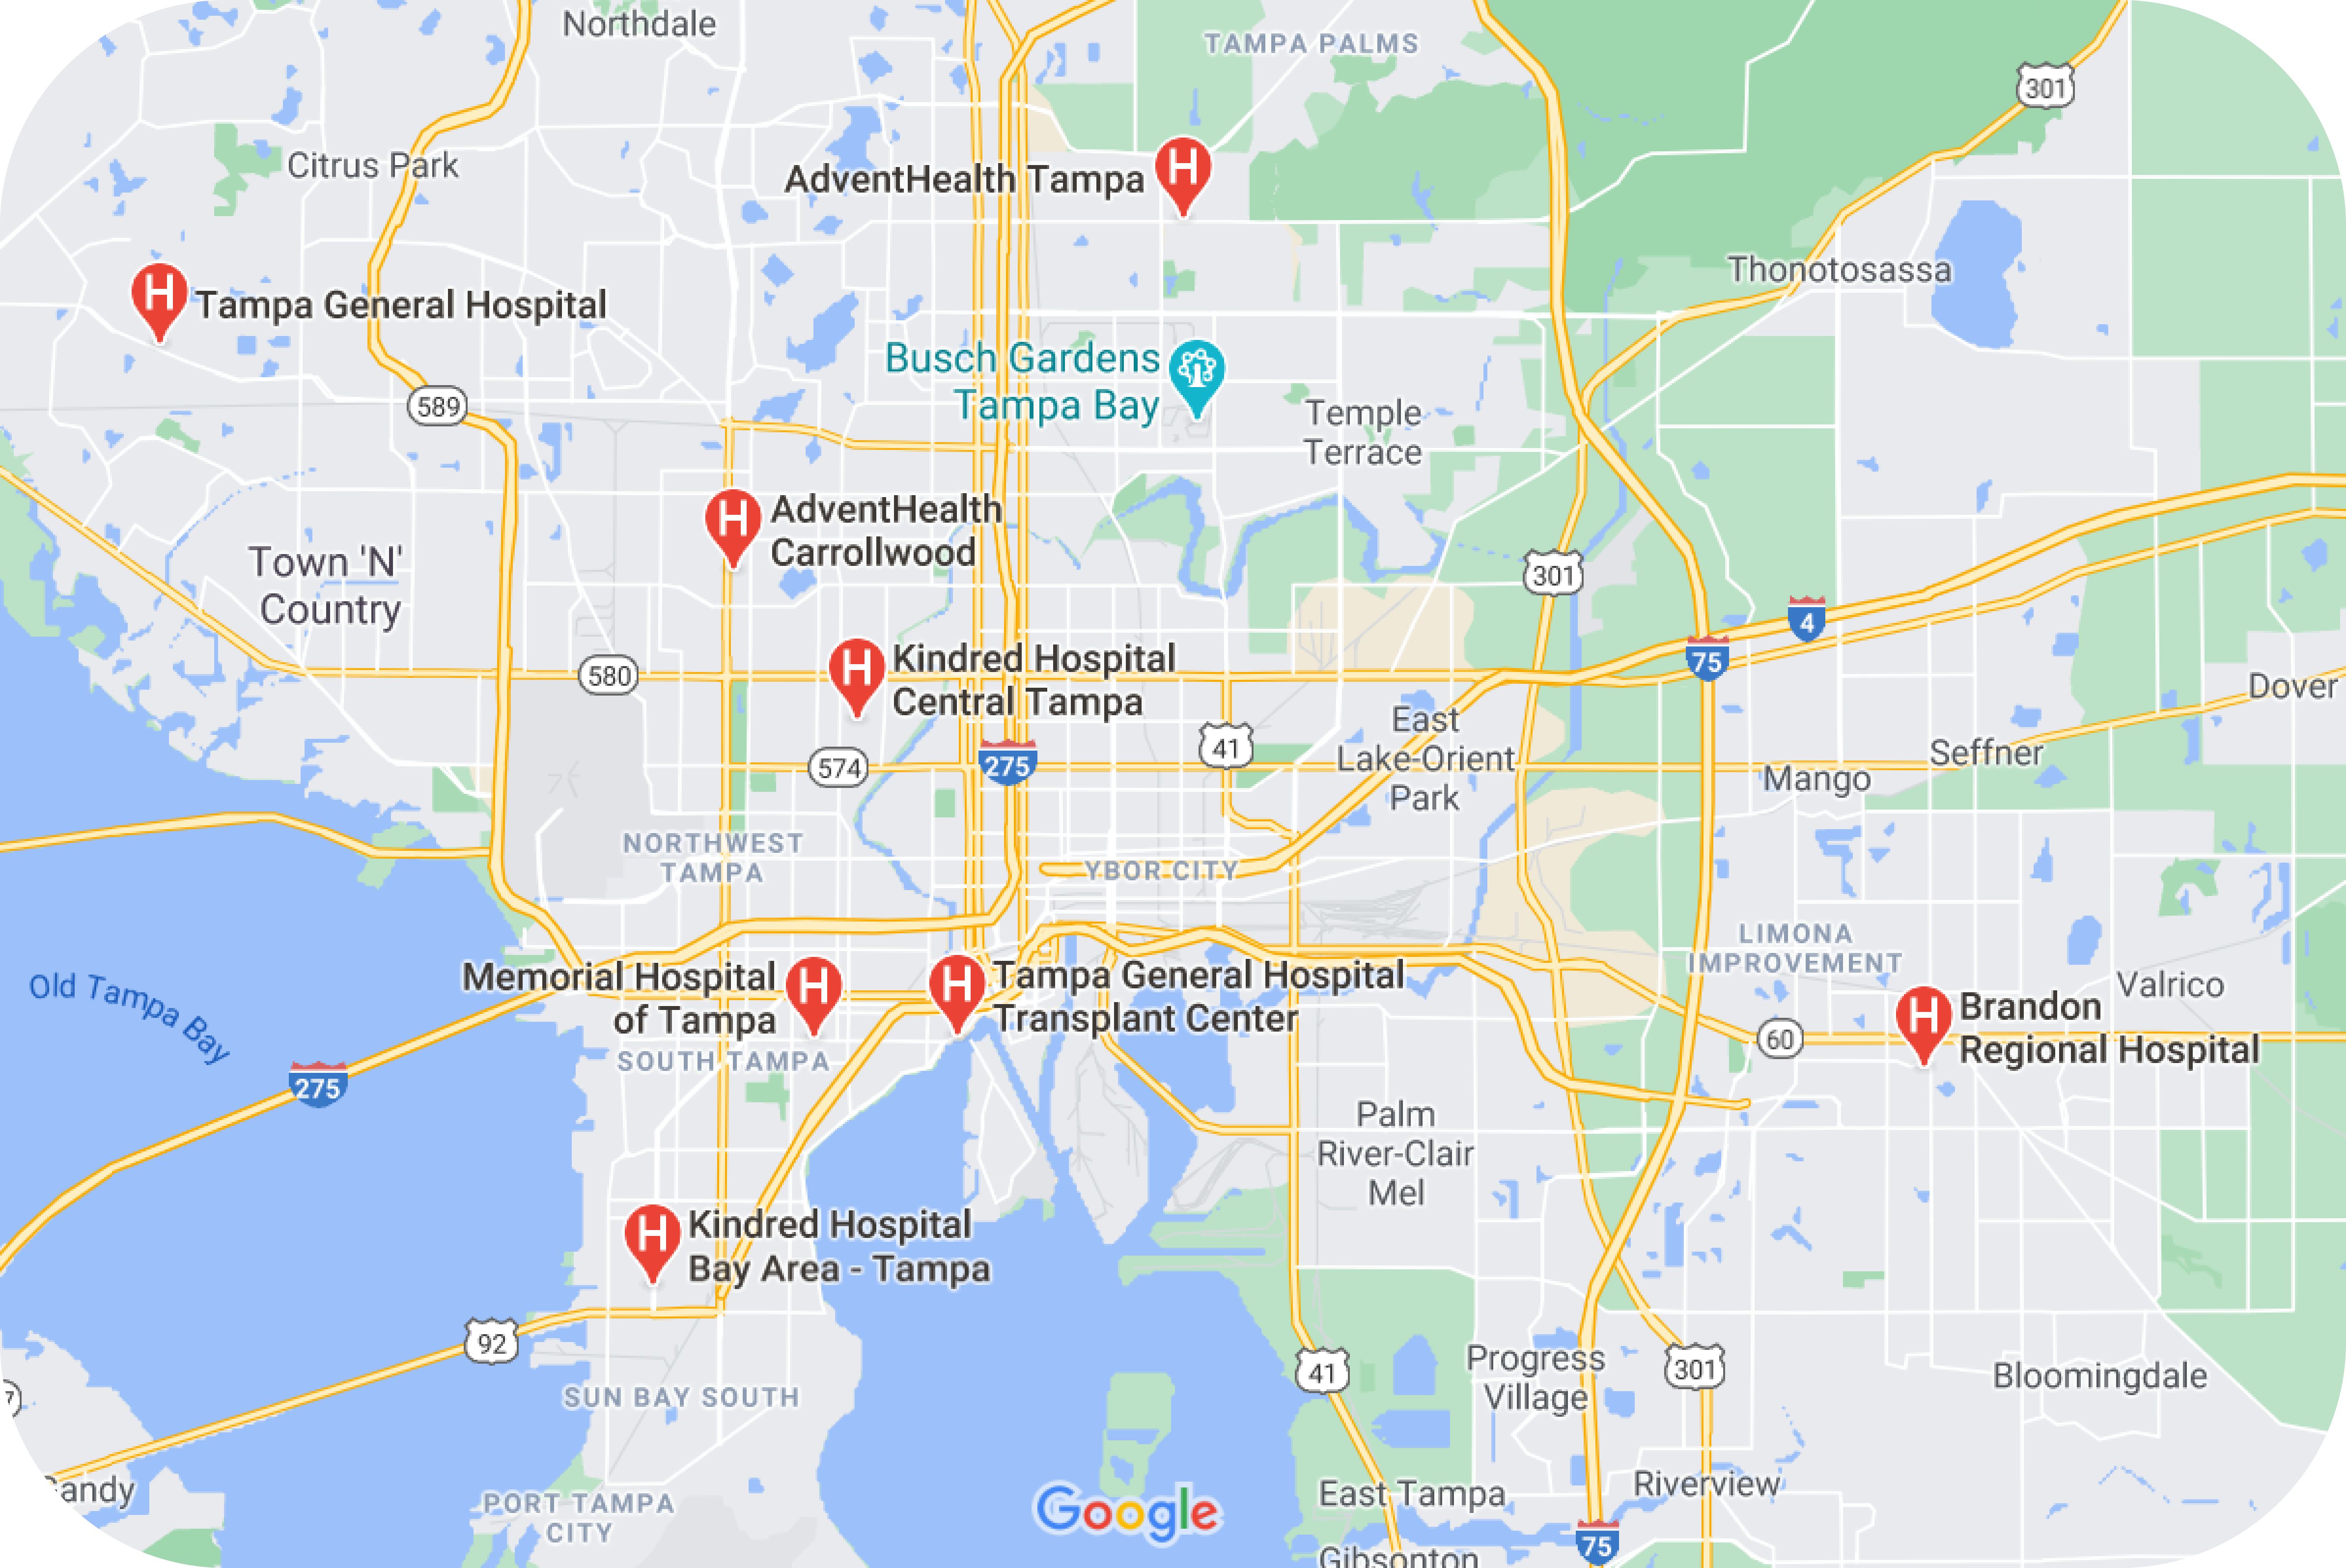 Northdale
TAMPA PALMS
301
Citrus Park
AdventHealth Tampa
H
Thonotosassa
H
Tampa General Hospital
Busch Gardens
Tampa Bay
589
Temple
Terrace
H
AdventHealth
Carrollwood
Town 'N'
Country
301
4
H
Kindred Hospital
Central Tampa
580
75
Dover
East
Lake-Orient
Park
41
574
275
Seffner
Mango
NORTHWEST
TAMPA
YBOR CITY
LIMONA
IMPROVEMENT
Old Tampa Bay
Memorial Hospital
of Tampa
H
H
Tampa General Hospital
Transplant Center
Valrico
H
Brandon
Regional Hospital
60
SOUTH TAMPA
275
Palm
River-Clair
Mel
H
Kindred Hospital
Bay Area - Tampa
92
41
Progress
Village
301
Bloomingdale
7
SUN BAY SOUTH
andy
PORT TAMPA
CITY
Google
East Tampa
Riverview
75
Gibsonton